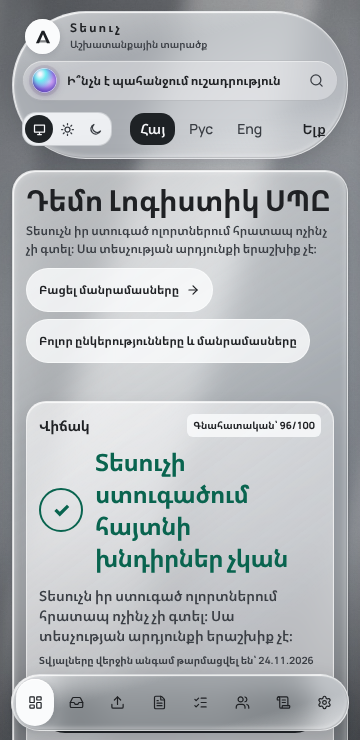 Տեսուչ
Աշխատանքային տարածք
Ի՞նչն է պահանջում ուշադրություն
Հայ Рус Eng Ելք
Դեմո Լոգիստիկ ՍՊԸ
Տեսուչն իր ստուգած ոլորտներում հրատապ ոչինչ
չի գտել: Սա տեսչության արդյունքի երաշխիք չէ:
Բացել մանրամասները →
Բոլոր ընկերությունները և մանրամասները
Վիճակ
Գնահատական՝ 96/100
Տեսուչի
ստուգածում
հայտնի
խնդիրներ չկան
Տեսուչն իր ստուգած ոլորտներում
հրատապ ոչինչ չի գտել: Սա
տեսչության արդյունքի երաշխիք չէ:
Տվյալները վերջին անգամ թարմացվել են՝ 24.11.2026